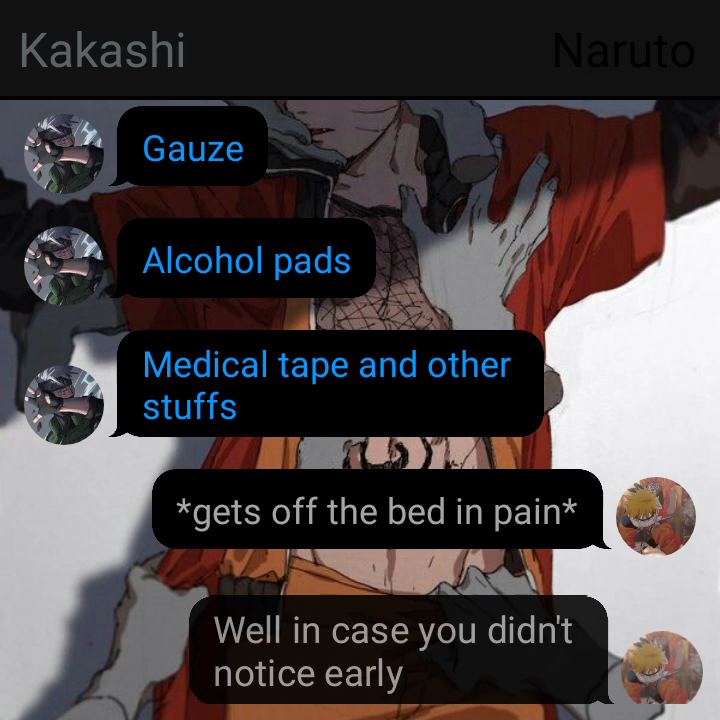 Kakashi
Naruto
Gauze
Alcohol pads
Medical tape and other
stuffs
*gets off the bed in pain*
Well in case you didn't
notice early